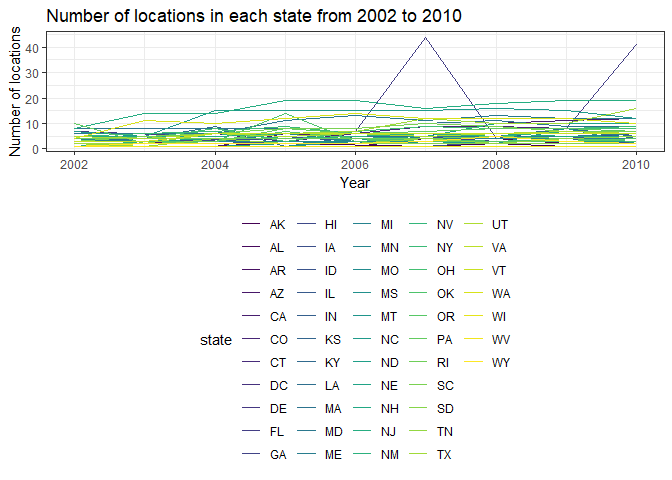 Number of locations in each state from 2002 to 2010
Number of locations
40
30
20
10
0
2002 2004 2006 2008 2010
Year
state
AK HI MI NV UT
AL IA MN NY VA
AR ID MO OH VT
AZ IL MS OK WA
CA IN MT OR WI
CO KS NC PA WV
CT KY ND RI WY
DC LA NE SC
DE MA NH SD
FL MD NJ TN
GA ME NM TX